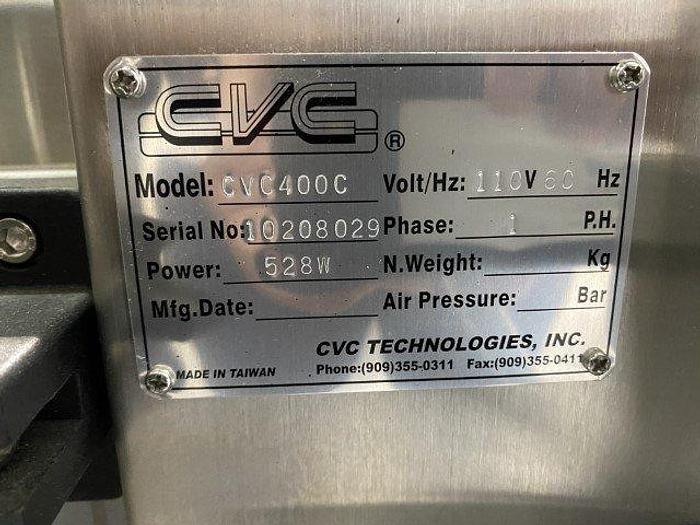 CVC ®
Model: CVC400C Volt/Hz: 110V 60 Hz
Serial No: 10208029 Phase: 1 P.H.
Power: 528W N.Weight: Kg
Mfg.Date: Air Pressure: Bar
CVC TECHNOLOGIES, INC.
MADE IN TAIWAN Phone:(909)355-0311 Fax:(909)355-0411